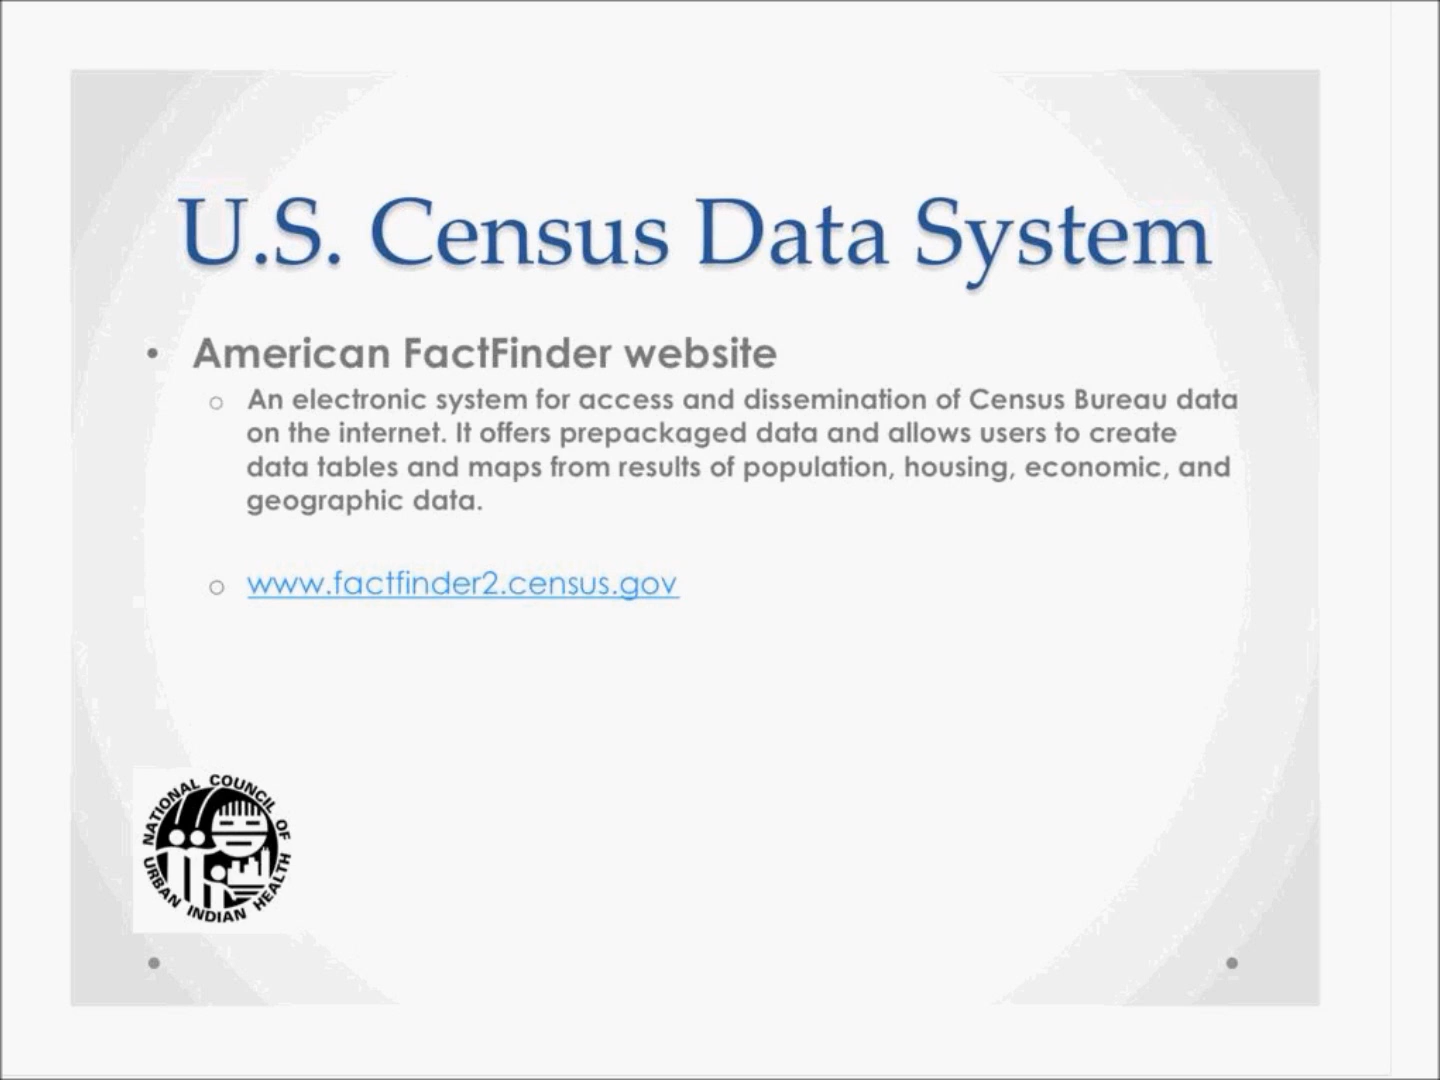 U.S. Census Data System
• American FactFinder website
o An electronic system for access and dissemination of Census Bureau data
on the internet. It offers prepackaged data and allows users to create
data tables and maps from results of population, housing, economic, and
geographic data.
o www.factfinder2.census.gov
NATIONAL COUNCIL OF
URBAN INDIAN HEALTH